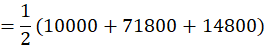 = 1/2 (10000 + 71800 + 14800)